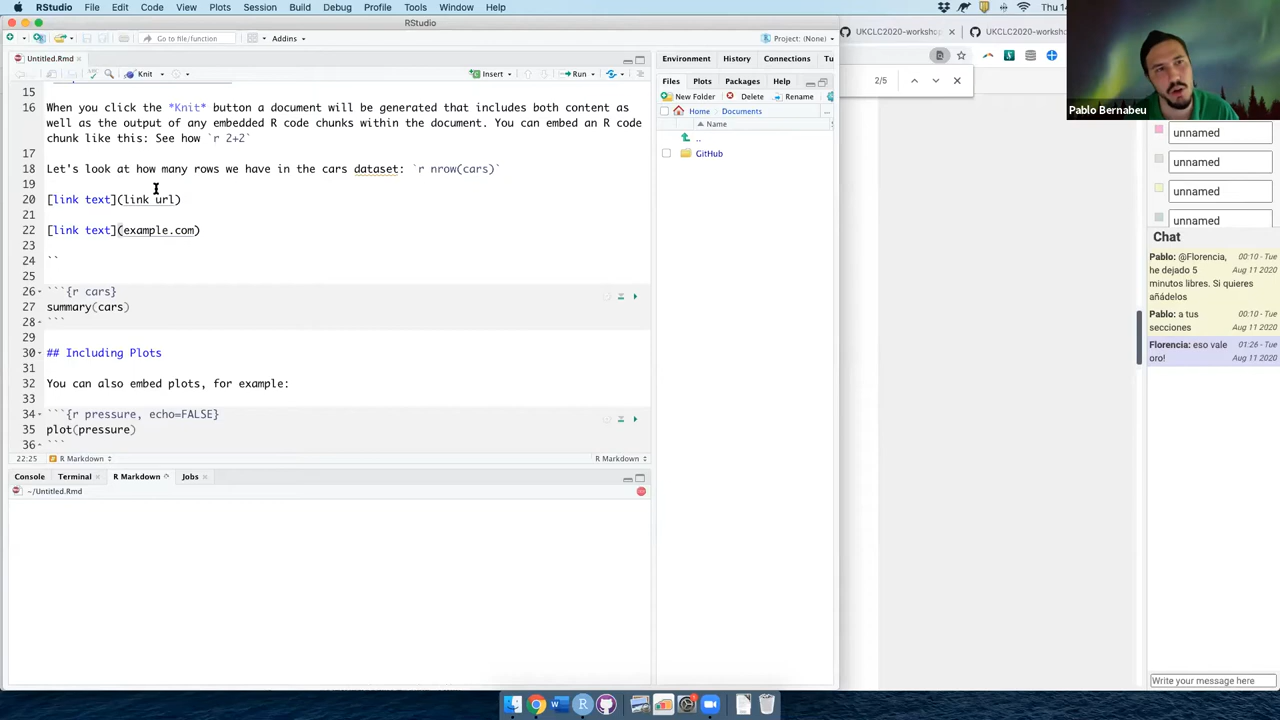 RStudio File Edit Code View Plots Session Build Debug Profile Tools Window Help Thu 14
RStudio
Go to file/function Addins Project: (None)
UKCLC2020-worksho UKCLC2020-worksho
Untitled.Rmd
Environment History Connections Tu
Knit Insert Run
Files Plots Packages Help
2/5
New Folder Delete Rename
Home Documents
Name
..
GitHub
15
16 When you click the *Knit* button a document will be generated that includes both content as
well as the output of any embedded R code chunks within the document. You can embed an R code
chunk like this: See how `r 2+2`
17
18 Let's look at how many rows we have in the cars dataset: `r nrow(cars)`
19
20 [link text](link url)
21
22 [link text](example.com)
23
24 ``
25
26 ```{r cars}
27 summary(cars)
28 ```
29
30 ## Including Plots
31
32 You can also embed plots, for example:
33
34 ```{r pressure, echo=FALSE}
35 plot(pressure)
36 ```
22:25 R Markdown R Markdown
Console Terminal R Markdown Jobs
~/Untitled.Rmd
Pablo Bernabeu
unnamed
unnamed
unnamed
unnamed
Chat
Pablo: @Florencia, 00:10 - Tue
he dejado 5 Aug 11 2020
minutos libres. Si quieres
añádelos
Pablo: a tus 00:10 - Tue
secciones Aug 11 2020
Florencia: eso vale 01:26 - Tue
oro! Aug 11 2020
Write your message here